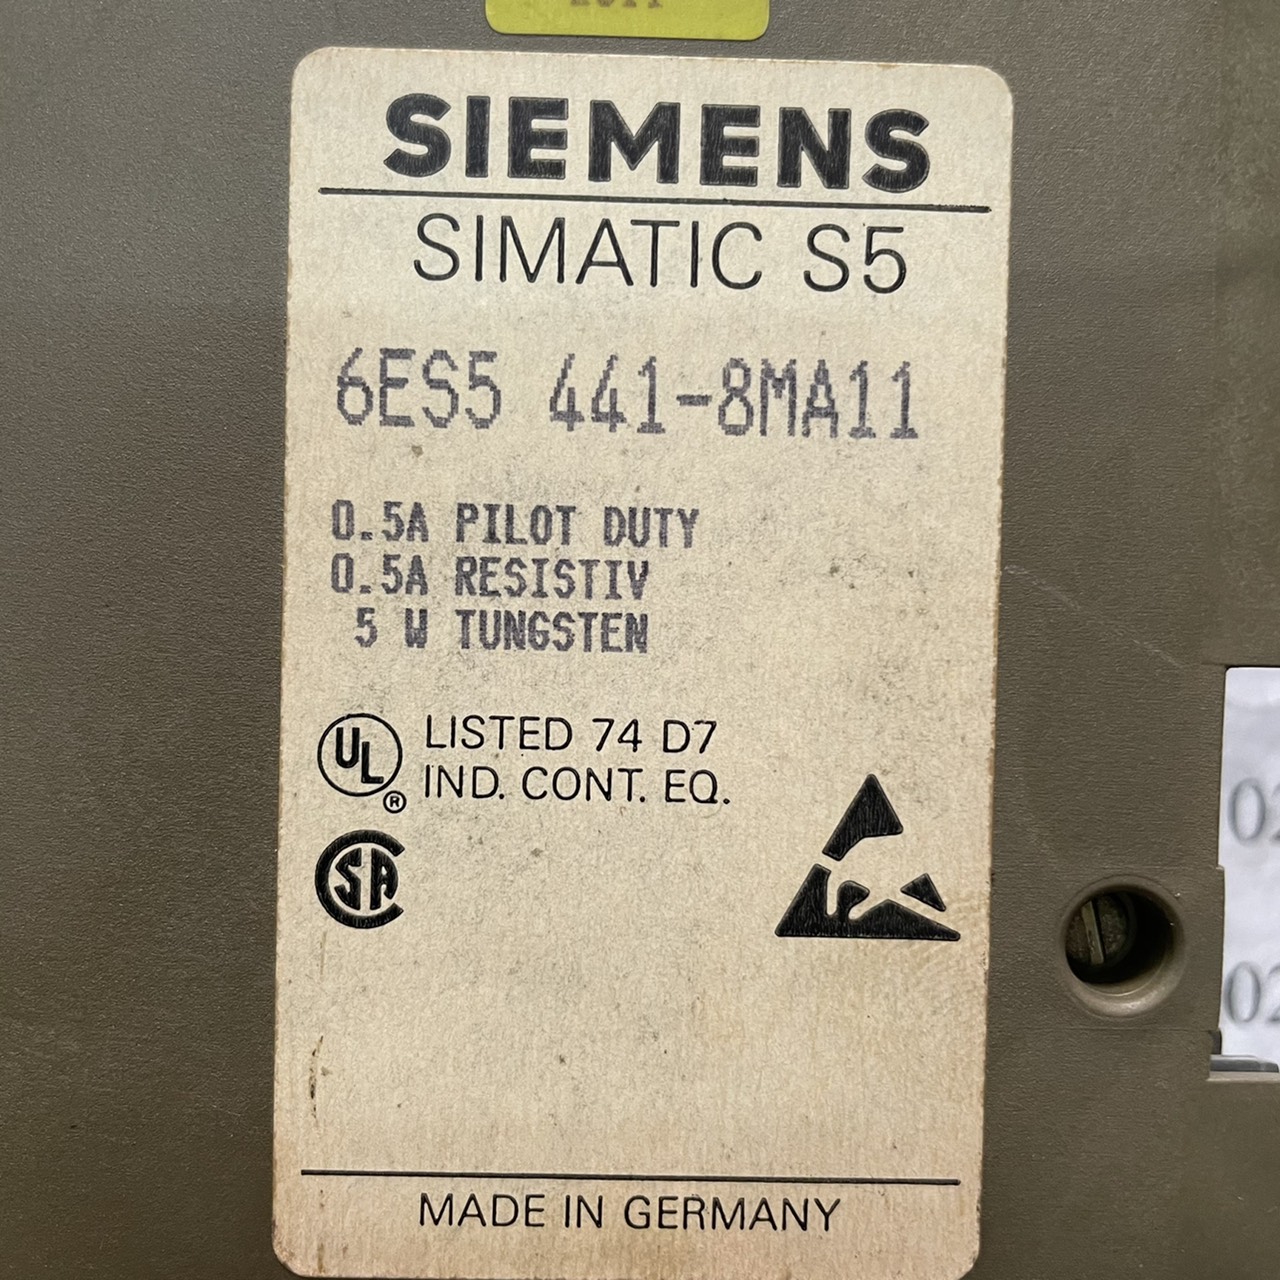 SIEMENS
SIMATIC S5
6ES5 441-8MA11
0.5A PILOT DUTY
0.5A RESISTIV
5 W TUNGSTEN
UL® LISTED 74 D7
IND. CONT. EQ.
CSA
MADE IN GERMANY